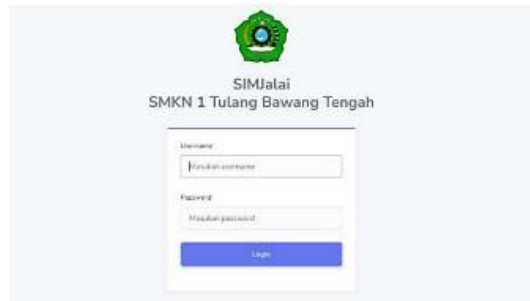 SIMJalai
SMKN 1 Tulang Bawang Tengah
Username
Masukan username
Password
Masukan password
Login